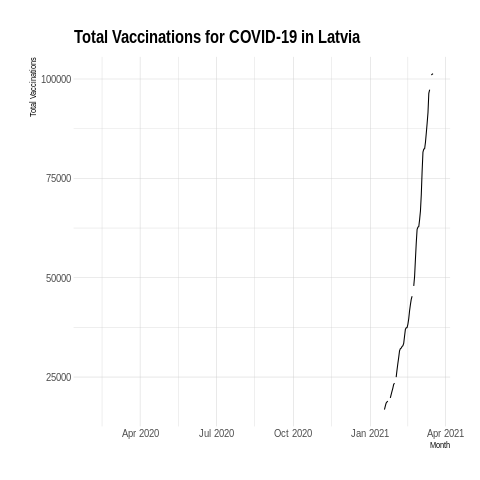 Total Vaccinations for COVID-19 in Latvia
Total Vaccinations
100000
75000
50000
25000
Apr 2020 Jul 2020 Oct 2020 Jan 2021 Apr 2021
Month